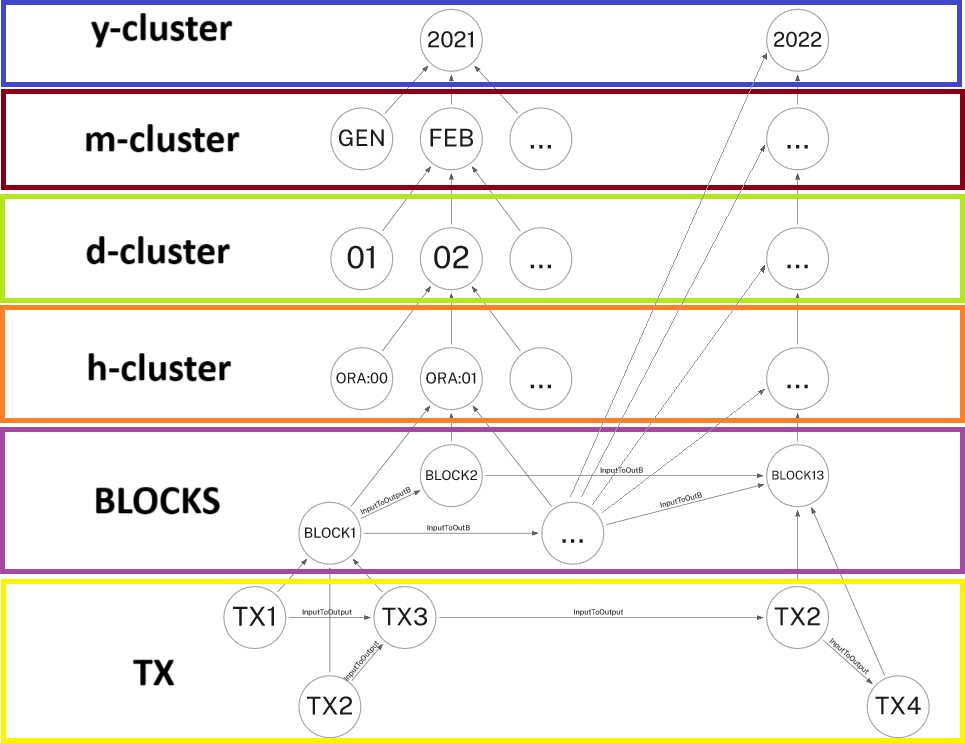 y-cluster
2021
2022
m-cluster
GEN
FEB
...
...
d-cluster
01
02
...
...
h-cluster
ORA:00
ORA:01
...
...
BLOCKS
BLOCK1
BLOCK2
...
BLOCK13
InputToOutputB
InputToOutB
InputToOutB
InputToOutB
TX
TX1
InputToOutput
TX3
InputToOutput
TX2
InputToOutput
TX2
InputToOutput
TX4